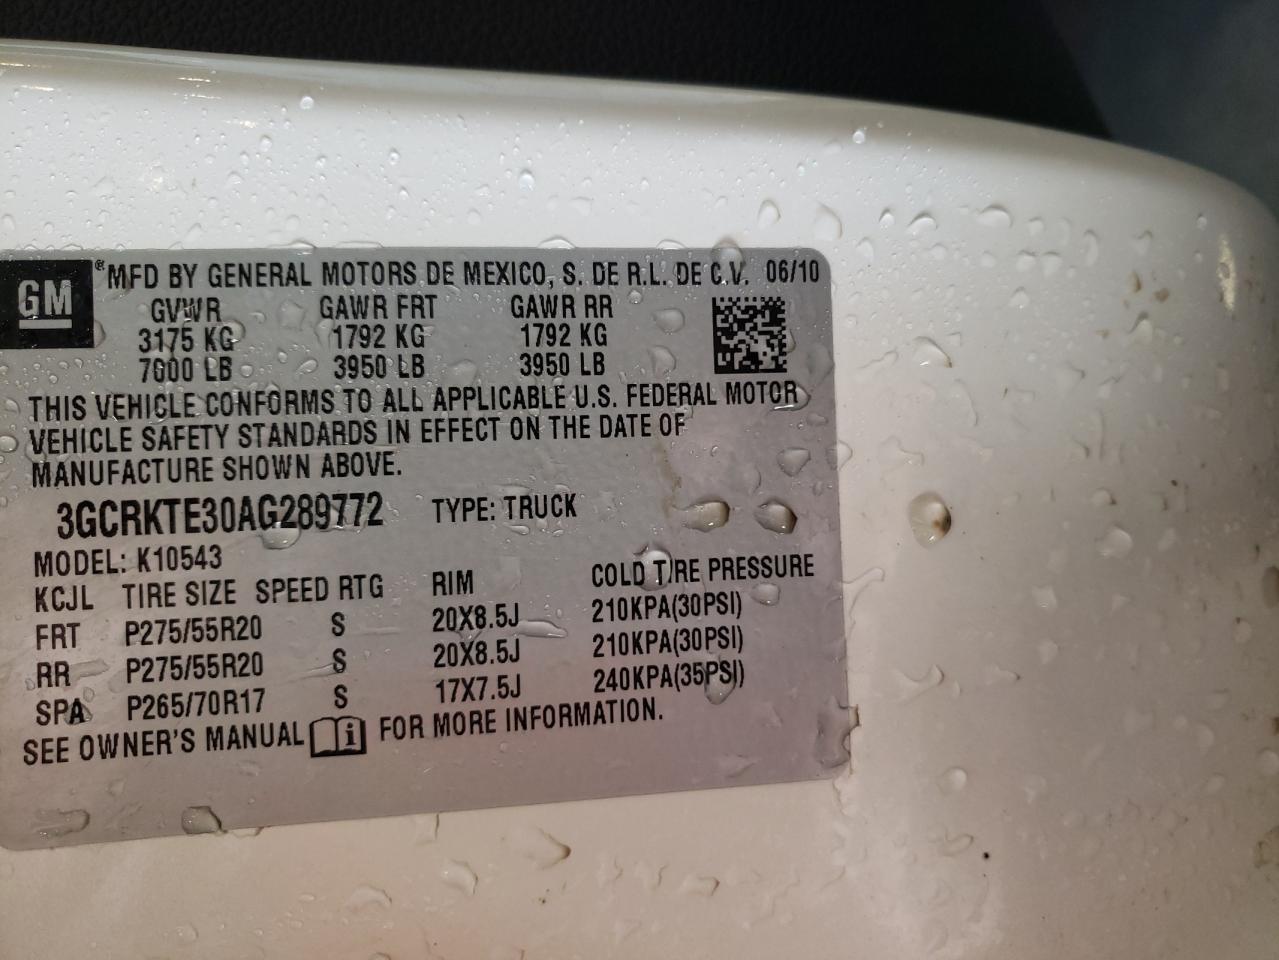 GM ® MFD BY GENERAL MOTORS DE MEXICO, S. DE R.L. DE C.V. 06/10
GVWR GAWR FRT GAWR RR
3175 KG 1792 KG 1792 KG
7000 LB 3950 LB 3950 LB
THIS VEHICLE CONFORMS TO ALL APPLICABLE U.S. FEDERAL MOTOR
VEHICLE SAFETY STANDARDS IN EFFECT ON THE DATE OF
MANUFACTURE SHOWN ABOVE.
3GCRKTE30AG289772 TYPE: TRUCK
MODEL: K10543
KCJL TIRE SIZE SPEED RTG RIM COLD TIRE PRESSURE
FRT P275/55R20 S 20X8.5J 210KPA(30PSI)
RR P275/55R20 S 20X8.5J 210KPA(30PSI)
SPA P265/70R17 S 17X7.5J 240KPA(35PSI)
SEE OWNER'S MANUAL i FOR MORE INFORMATION.